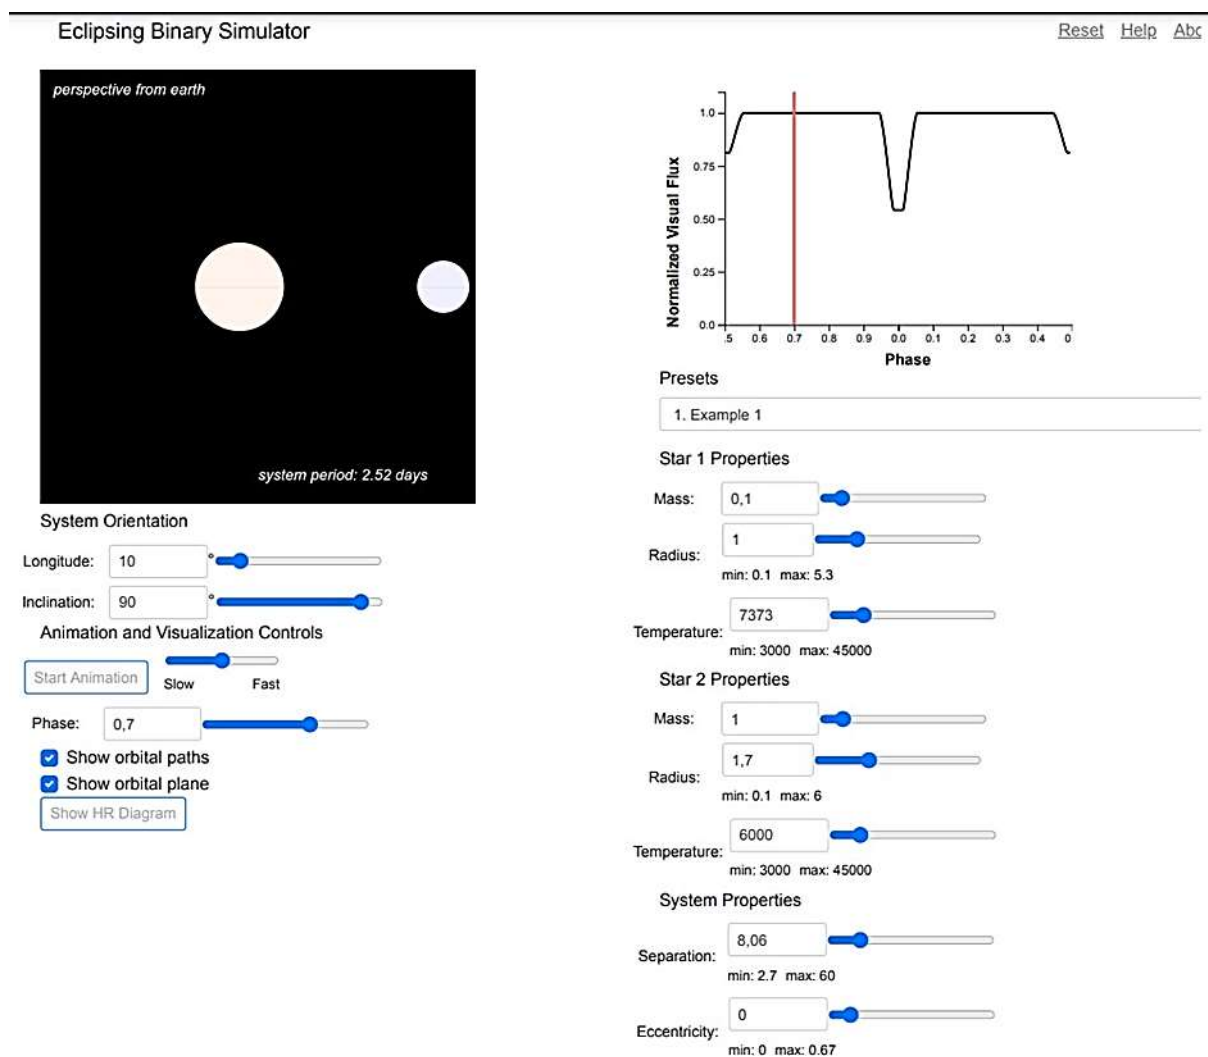 Eclipsing Binary Simulator
Reset Help Abc
perspective from earth
system period: 2.52 days
System Orientation
Longitude: 10 °
Inclination: 90 °
Animation and Visualization Controls
Start Animation
Slow Fast
Phase: 0,7
Show orbital paths
Show orbital plane
Show HR Diagram
Normalized Visual Flux
1.0
0.75
0.50
0.25
0.0
.5 0.6 0.7 0.8 0.9 0.0 0.1 0.2 0.3 0.4 0
Phase
Presets
1. Example 1
Star 1 Properties
Mass: 0,1
Radius: 1
min: 0.1 max: 5.3
Temperature: 7373
min: 3000 max: 45000
Star 2 Properties
Mass: 1
Radius: 1,7
min: 0.1 max: 6
Temperature: 6000
min: 3000 max: 45000
System Properties
Separation: 8,06
min: 2.7 max: 60
Eccentricity: 0
min: 0 max: 0.67